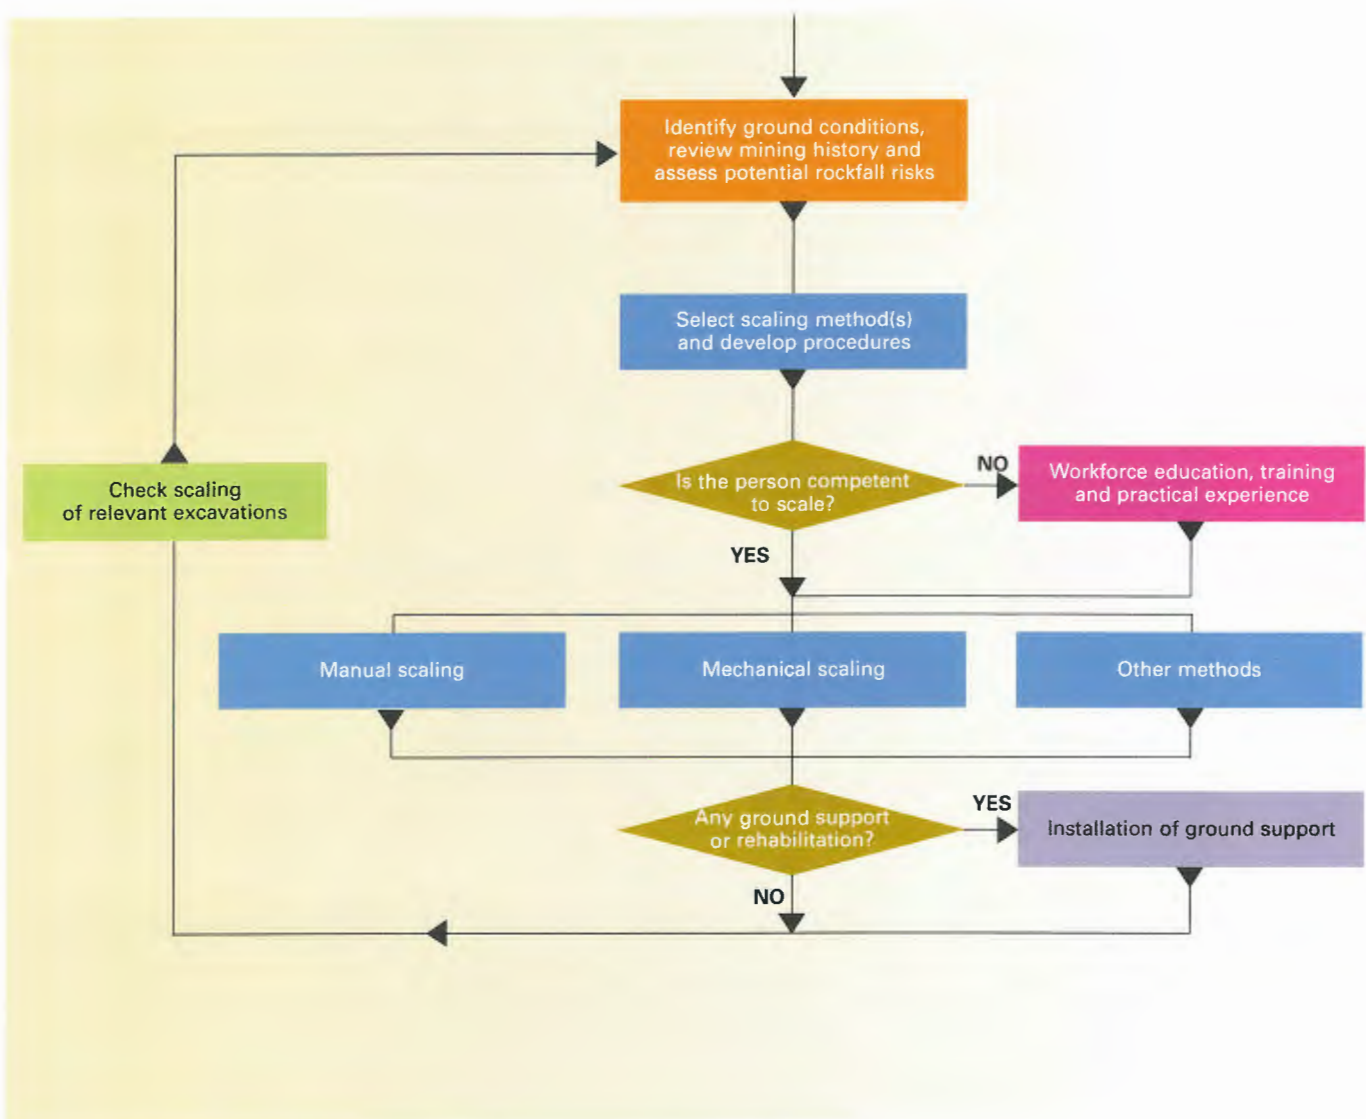 Identify ground conditions,
review mining history and
assess potential rockfall risks
Select scaling method(s)
and develop procedures
Is the person competent
to scale?
NO
Workforce education, training
and practical experience
Check scaling
of relevant excavations
YES
Manual scaling
Mechanical scaling
Other methods
Any ground support
or rehabilitation?
YES
Installation of ground support
NO